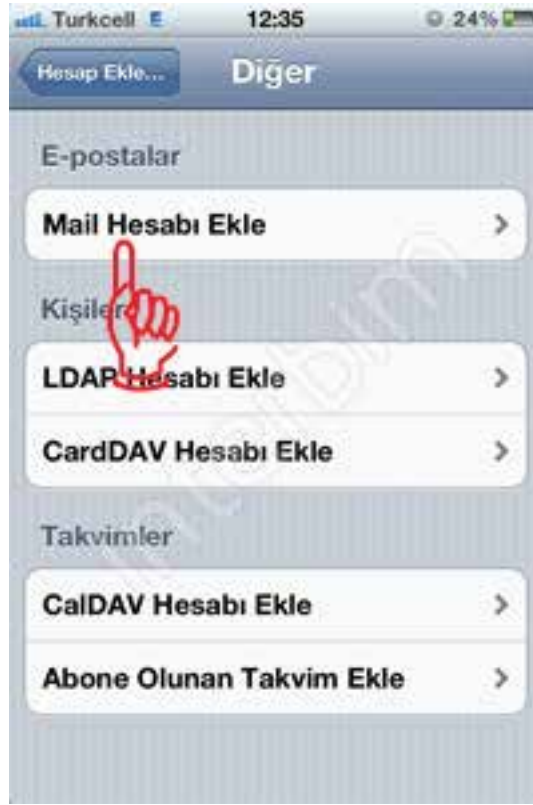 Turkcell E 12:35 24%
Hesap Ekle... Diğer
E-postalar
Mail Hesabı Ekle
Kişiler
LDAP Hesabı Ekle
CardDAV Hesabı Ekle
Takvimler
CalDAV Hesabı Ekle
Abone Olunan Takvim Ekle
interbim